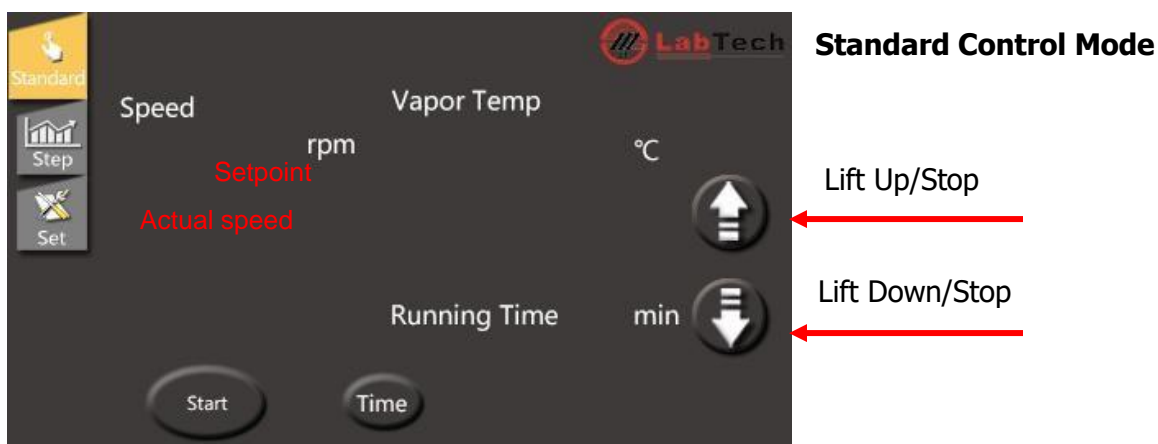 LabTech
Standard Control Mode
Standard
Speed
Vapor Temp
rpm
℃
Step
Setpoint
Lift Up/Stop
Actual speed
Set
Lift Down/Stop
Running Time
min
Start
Time